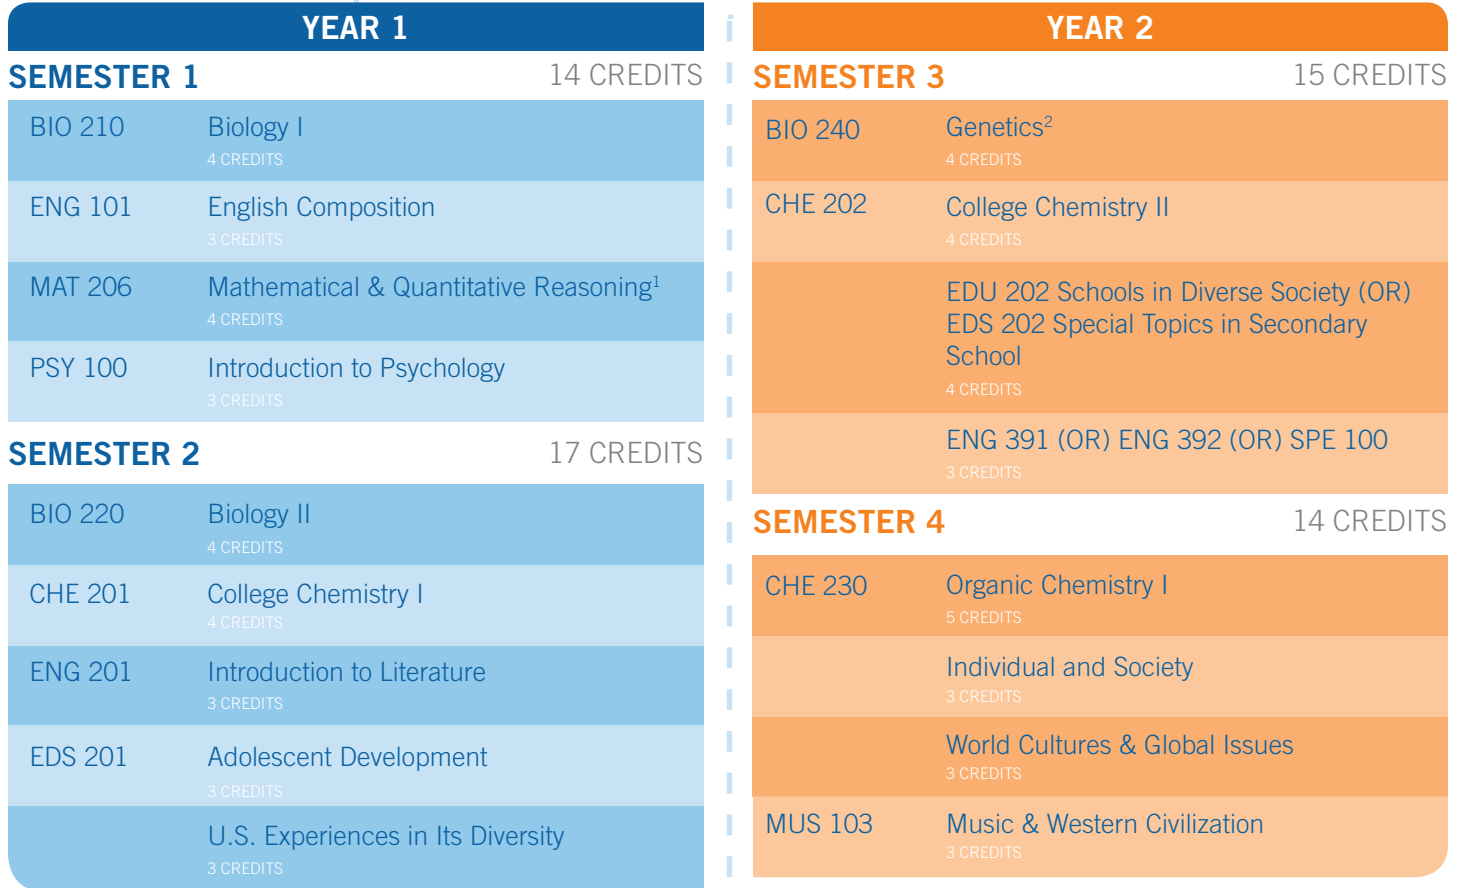 YEAR 1
SEMESTER 1 14 CREDITS
BIO 210 Biology I
4 CREDITS
ENG 101 English Composition
3 CREDITS
MAT 206 Mathematical & Quantitative Reasoning¹
4 CREDITS
PSY 100 Introduction to Psychology
3 CREDITS
SEMESTER 2 17 CREDITS
BIO 220 Biology II
4 CREDITS
CHE 201 College Chemistry I
4 CREDITS
ENG 201 Introduction to Literature
3 CREDITS
EDS 201 Adolescent Development
3 CREDITS
U.S. Experiences in Its Diversity
3 CREDITS
YEAR 2
SEMESTER 3 15 CREDITS
BIO 240 Genetics²
4 CREDITS
CHE 202 College Chemistry II
4 CREDITS
EDU 202 Schools in Diverse Society (OR)
EDS 202 Special Topics in Secondary
School
4 CREDITS
ENG 391 (OR) ENG 392 (OR) SPE 100
3 CREDITS
SEMESTER 4 14 CREDITS
CHE 230 Organic Chemistry I
5 CREDITS
Individual and Society
3 CREDITS
World Cultures & Global Issues
3 CREDITS
MUS 103 Music & Western Civilization
3 CREDITS